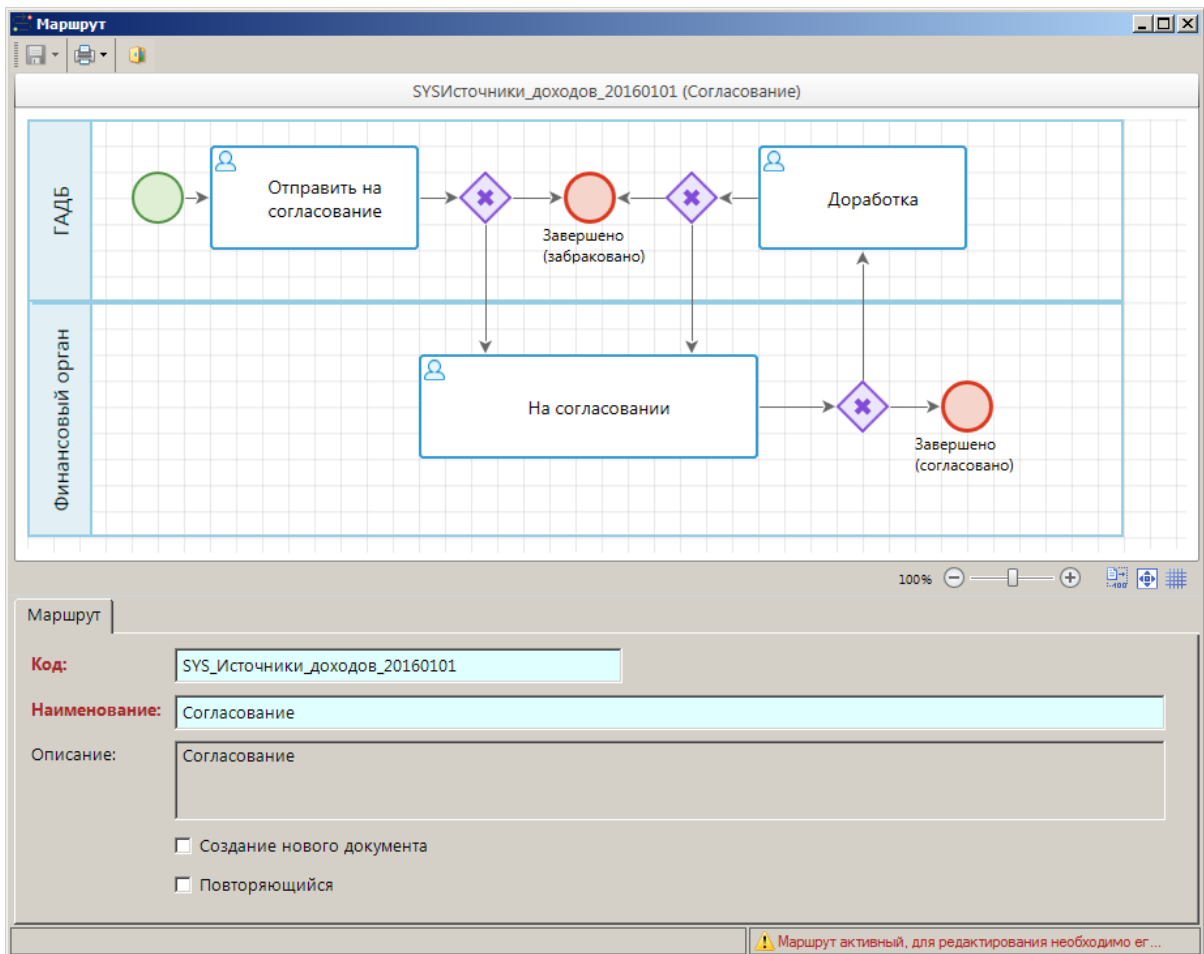 Маршрут
SYSИсточники_доходов_20160101 (Согласование)
ГАДБ
Отправить на
согласование
Завершено
(забраковано)
Доработка
Финансовый орган
На согласовании
Завершено
(согласовано)
100%
Маршрут
Код: SYS_Источники_доходов_20160101
Наименование: Согласование
Описание: Согласование
Создание нового документа
Повторяющийся
Маршрут активный, для редактирования необходимо ег...